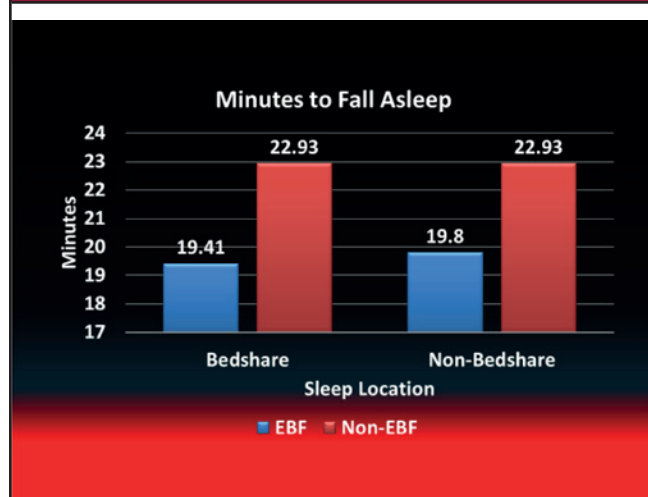 Minutes to Fall Asleep
24
23
22
21
20
19
18
17
Minutes
22.93
22.93
19.41
19.8
Bedshare Non-Bedshare
Sleep Location
EBF Non-EBF